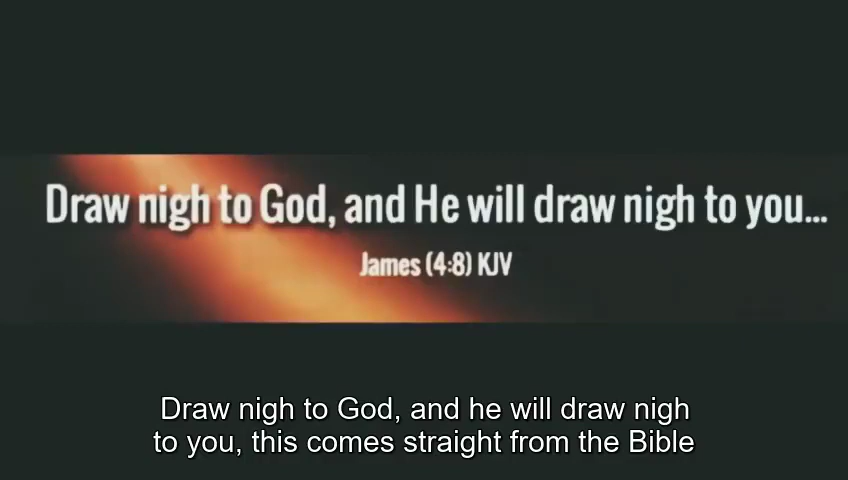 Draw nigh to God, and He will draw nigh to you...
James (4:8) KJV
Draw nigh to God, and he will draw nigh
to you, this comes straight from the Bible